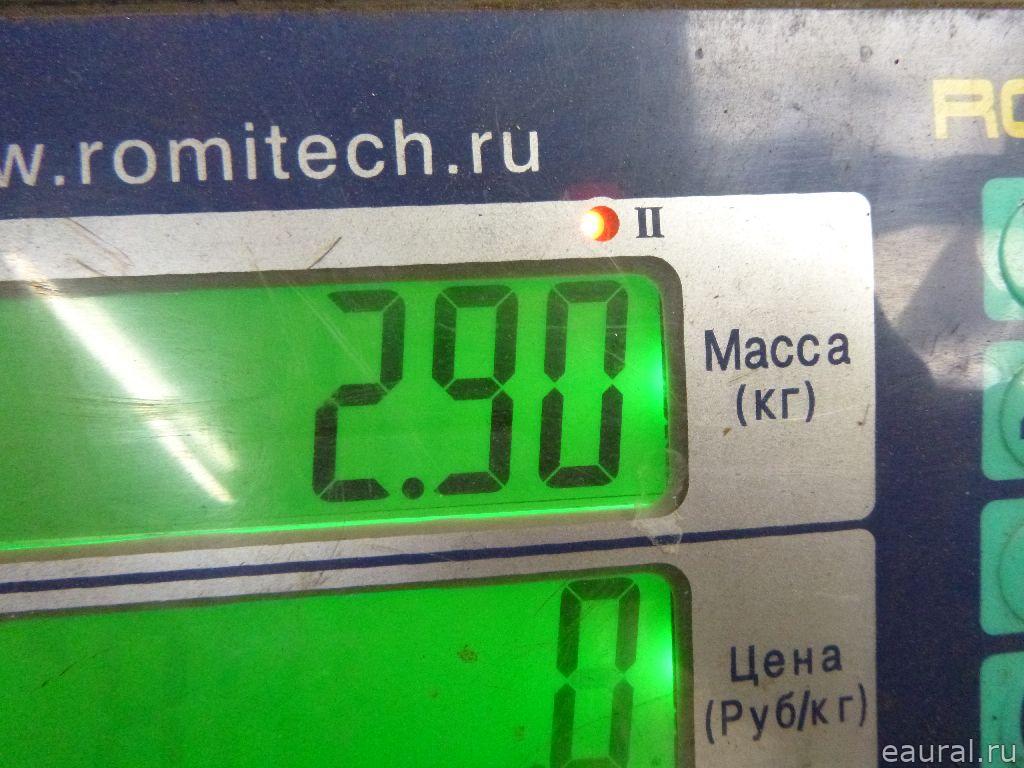 w.romitech.ru
II
2.90
Масса
(кг)
0
Цена
(Руб/кг)
eaural.ru